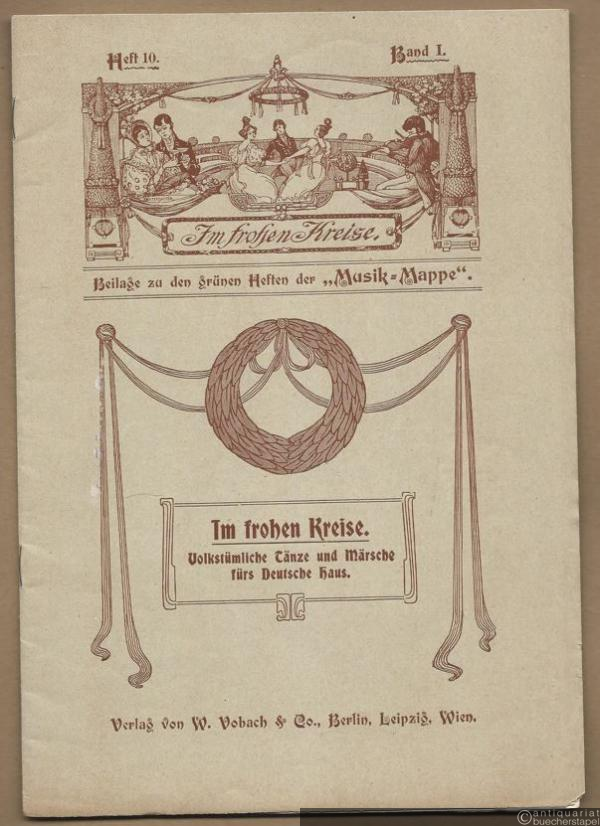 Heft 10.
Band I.
Im frohen Kreise.
Beilage zu den grünen Heften der „Musik-Mappe“.
Im frohen Kreise.
Volkstümliche Tänze und Märsche
fürs Deutsche Haus.
Verlag von W. Vobach & Co., Berlin, Leipzig, Wien.
©antiquariat
buecherstapel